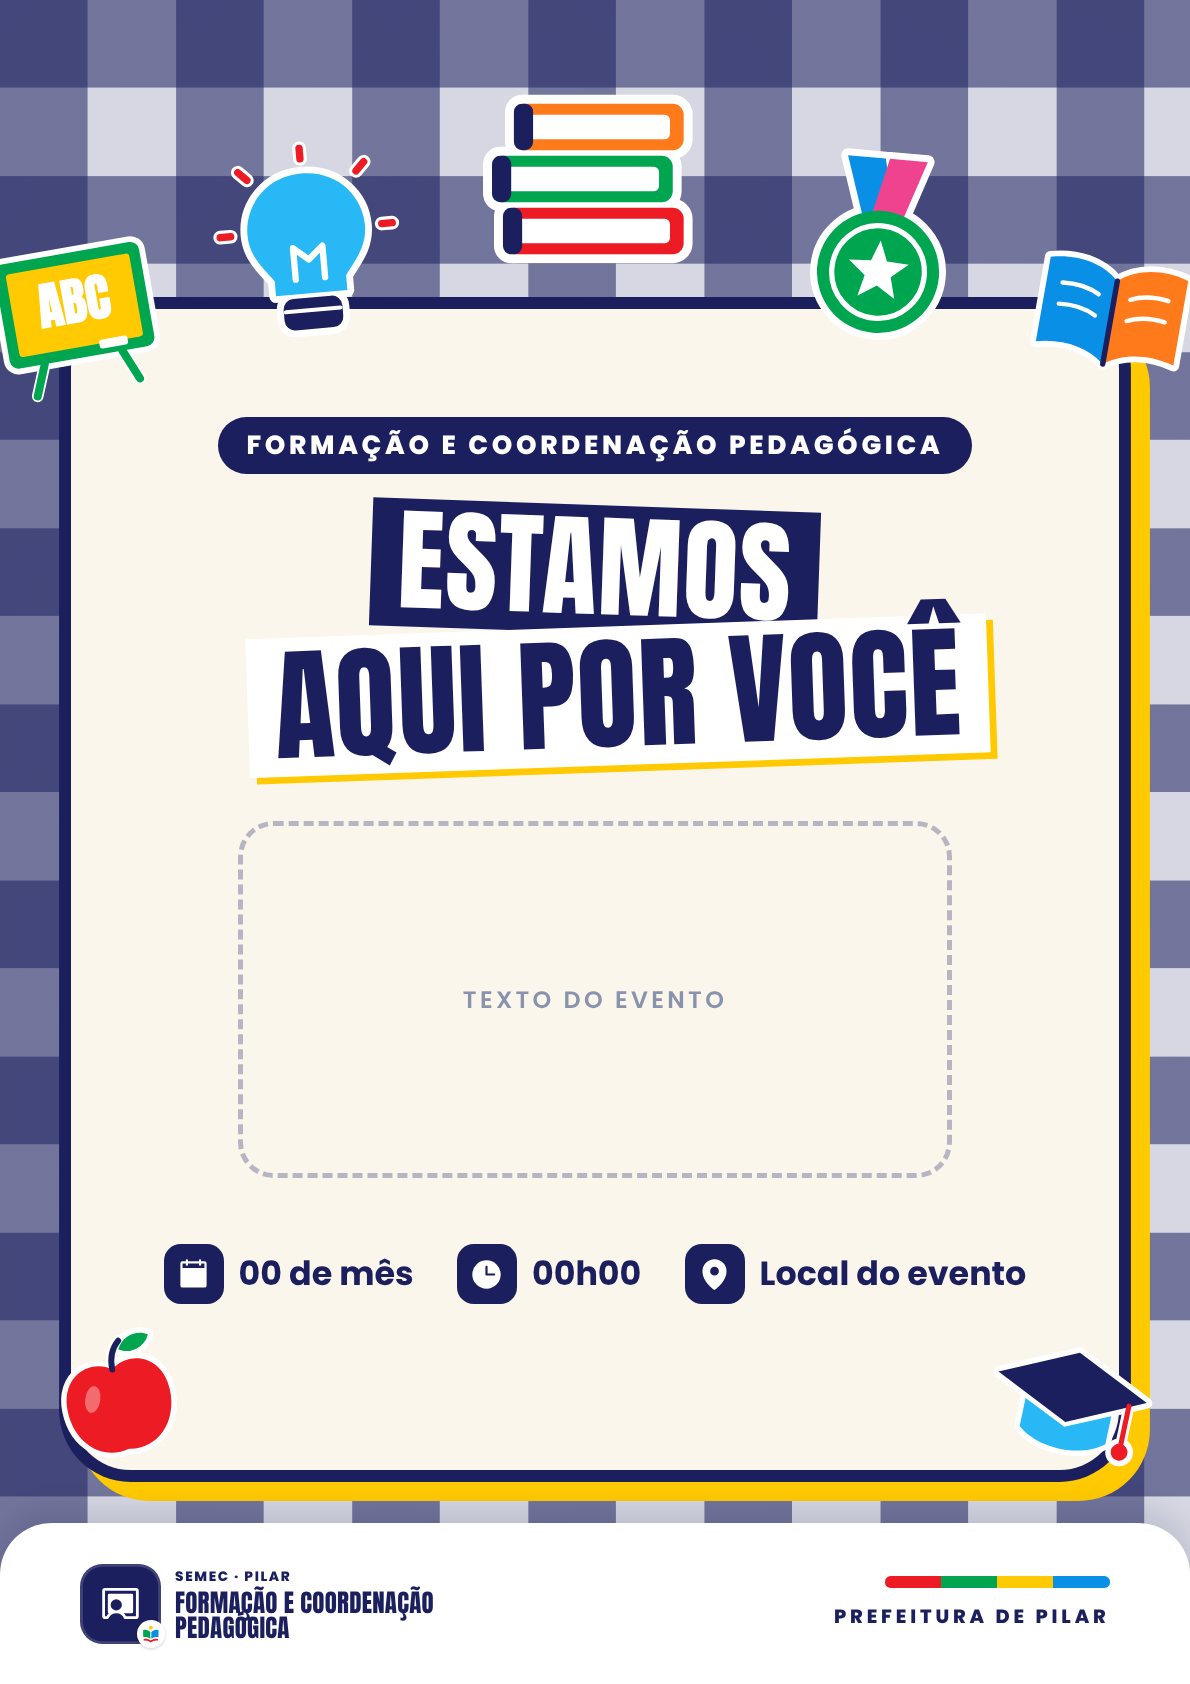 ABC
M
FORMAÇÃO E COORDENAÇÃO PEDAGÓGICA
ESTAMOS
AQUI POR VOCÊ
TEXTO DO EVENTO
00 de mês
00h00
Local do evento
SEMEC · PILAR
FORMAÇÃO E COORDENAÇÃO
PEDAGÓGICA
PREFEITURA DE PILAR